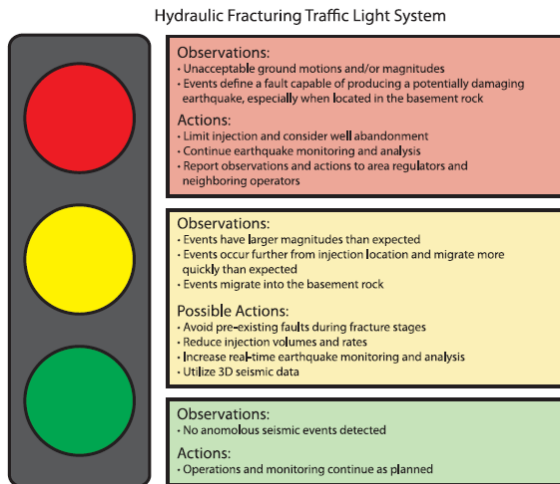 Hydraulic Fracturing Traffic Light System
Observations:
· Unacceptable ground motions and/or magnitudes
· Events define a fault capable of producing a potentially damaging
earthquake, especially when located in the basement rock
Actions:
· Limit injection and consider well abandonment
· Continue earthquake monitoring and analysis
· Report observations and actions to area regulators and
neighboring operators
Observations:
· Events have larger magnitudes than expected
· Events occur further from injection location and migrate more
quickly than expected
· Events migrate into the basement rock
Possible Actions:
· Avoid pre-existing faults during fracture stages
· Reduce injection volumes and rates
· Increase real-time earthquake monitoring and analysis
· Utilize 3D seismic data
Observations:
· No anomolous seismic events detected
Actions:
· Operations and monitoring continue as planned